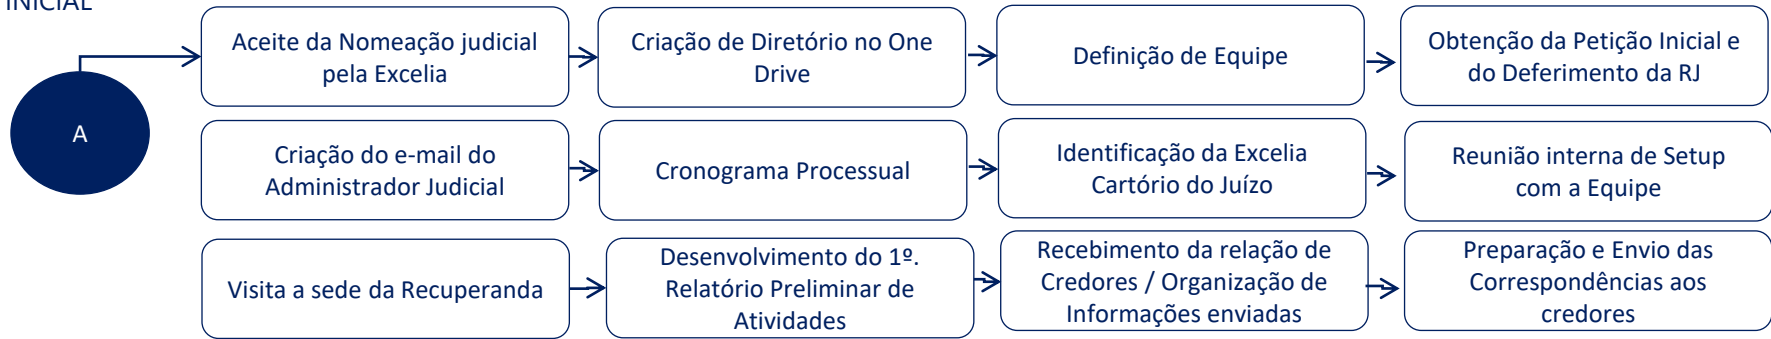 INICIAL
A
Aceite da Nomeação judicial
pela Excelia
Criação de Diretório no One
Drive
Definição de Equipe
Obtenção da Petição Inicial e
do Deferimento da RJ
Criação do e-mail do
Administrador Judicial
Cronograma Processual
Identificação da Excelia
Cartório do Juízo
Reunião interna de Setup
com a Equipe
Visita a sede da Recuperanda
Desenvolvimento do 1º.
Relatório Preliminar de
Atividades
Recebimento da relação de
Credores / Organização de
Informações enviadas
Preparação e Envio das
Correspondências aos
credores